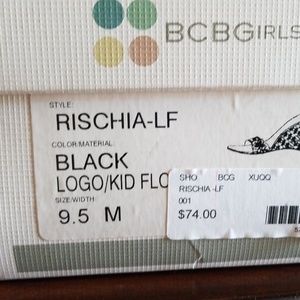 BCBGIRLS
STYLE:
RISCHIA-LF
COLOR/MATERIAL:
BLACK
LOGO/KID FLO
SIZE/WIDTH
9.5 M
SHO BCG XUQQ
RISCHIA -LF
001
$74.00